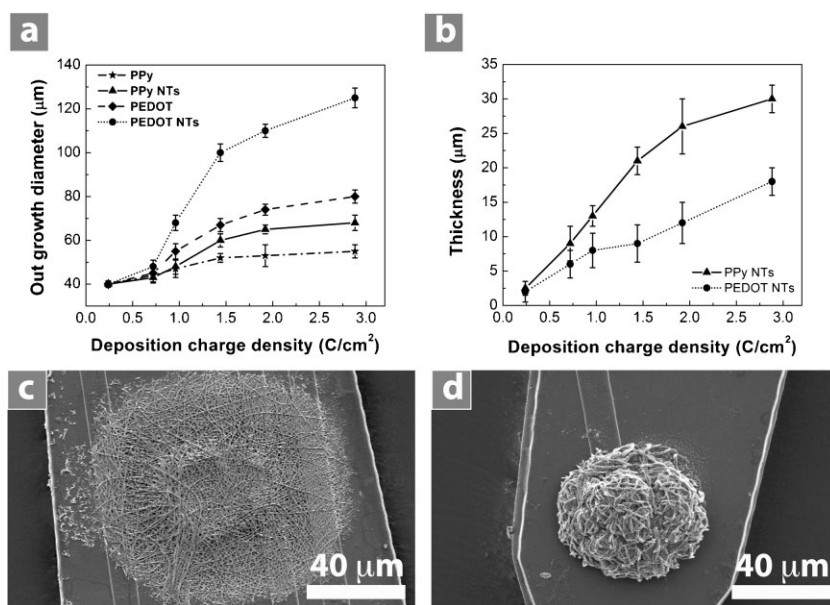 a
PPy
PPy NTs
PEDOT
PEDOT NTs
140
120
100
80
60
40
0.0 0.5 1.0 1.5 2.0 2.5 3.0
Out growth diameter (μm)
Deposition charge density (C/cm²)
b
35
30
25
20
15
10
5
0
0.0 0.5 1.0 1.5 2.0 2.5 3.0
Thickness (μm)
PPy NTs
PEDOT NTs
Deposition charge density (C/cm²)
c
40 μm
d
40 μm